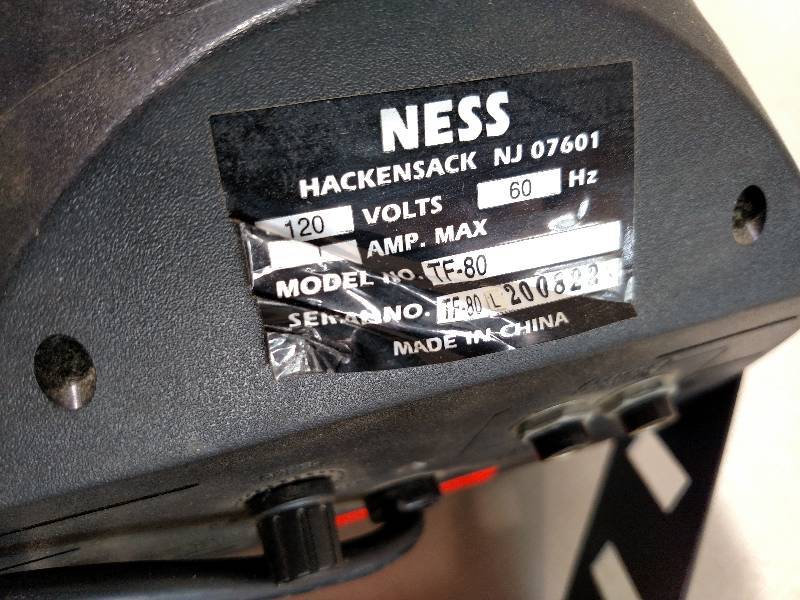 NESS
HACKENSACK NJ 07601
120 VOLTS 60 Hz
AMP. MAX
MODEL NO. TF-80
SERIAL NO. TF-80 L 200822
MADE IN CHINA